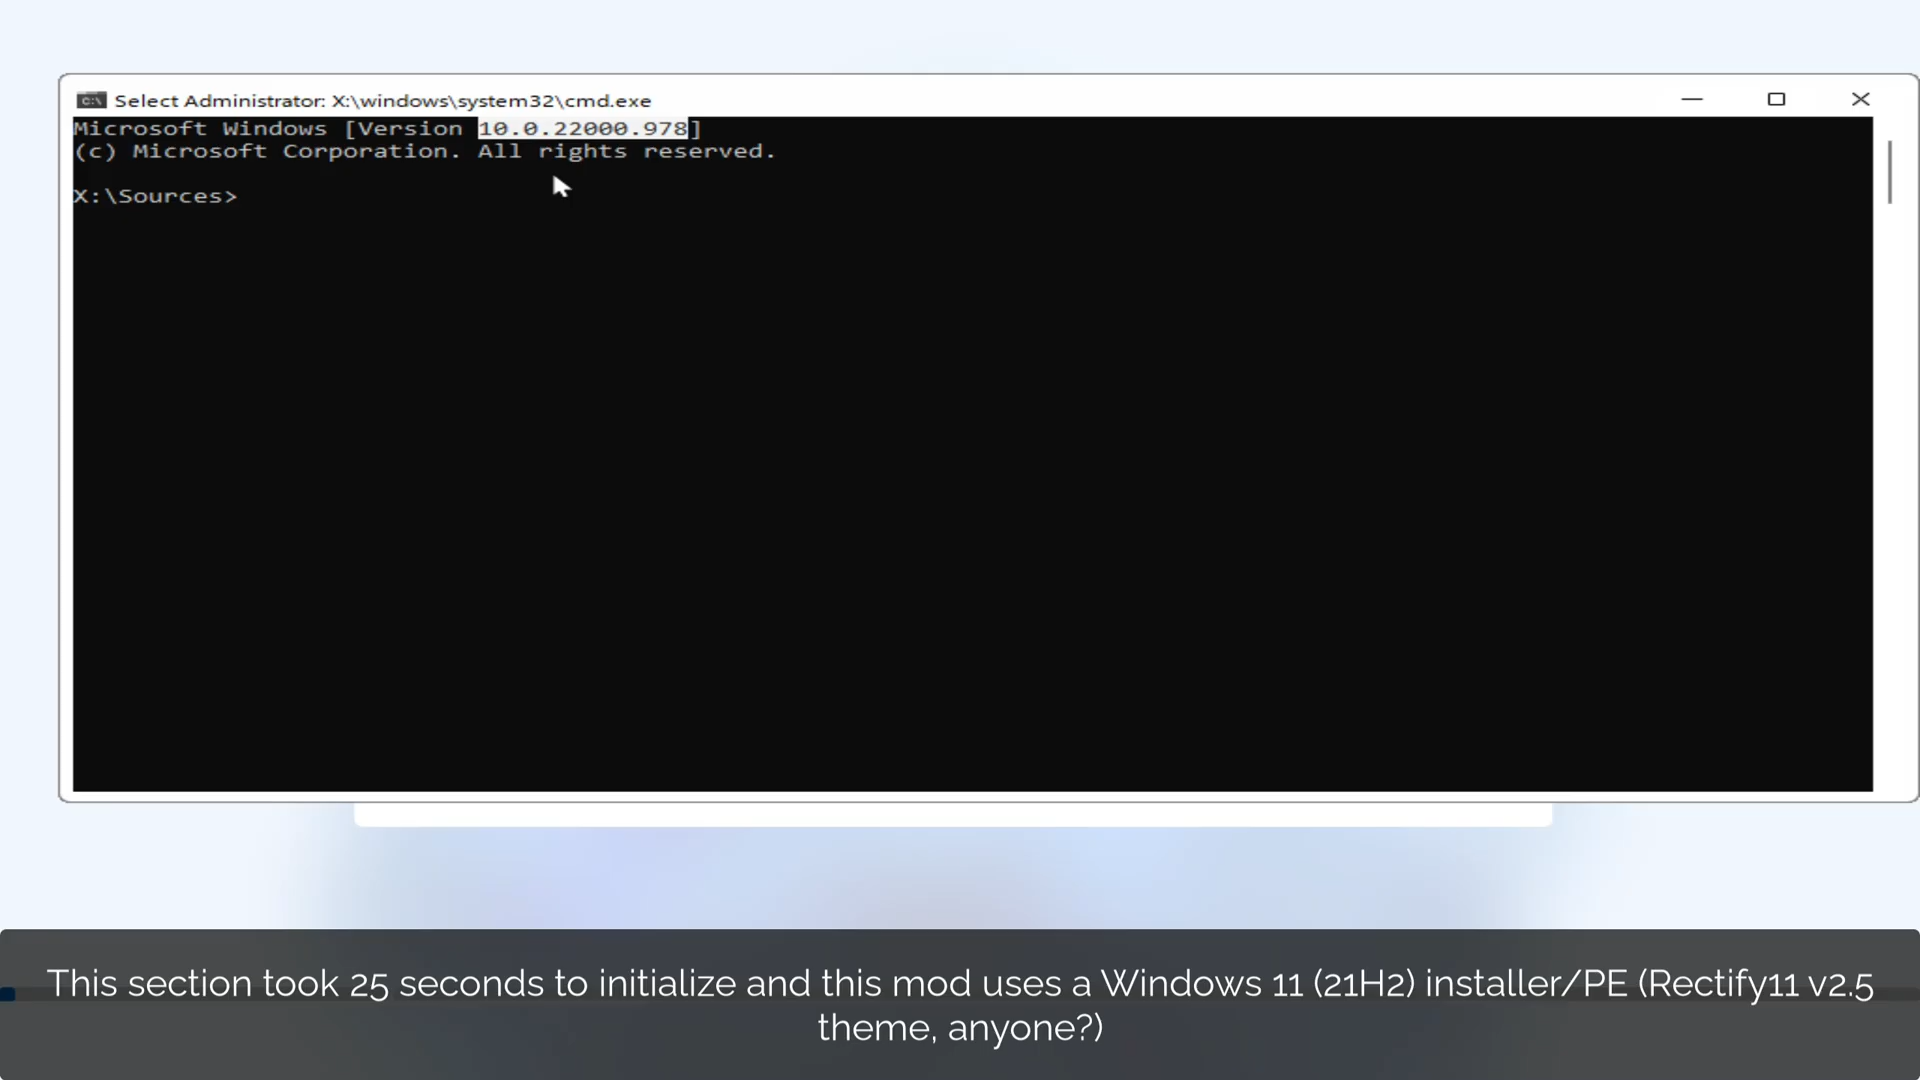 Select Administrator: X:\windows\system32\cmd.exe
Microsoft Windows [Version 10.0.22000.978]
(c) Microsoft Corporation. All rights reserved.
X:\Sources>
This section took 25 seconds to initialize and this mod uses a Windows 11 (21H2) installer/PE (Rectify11 v2.5
theme, anyone?)